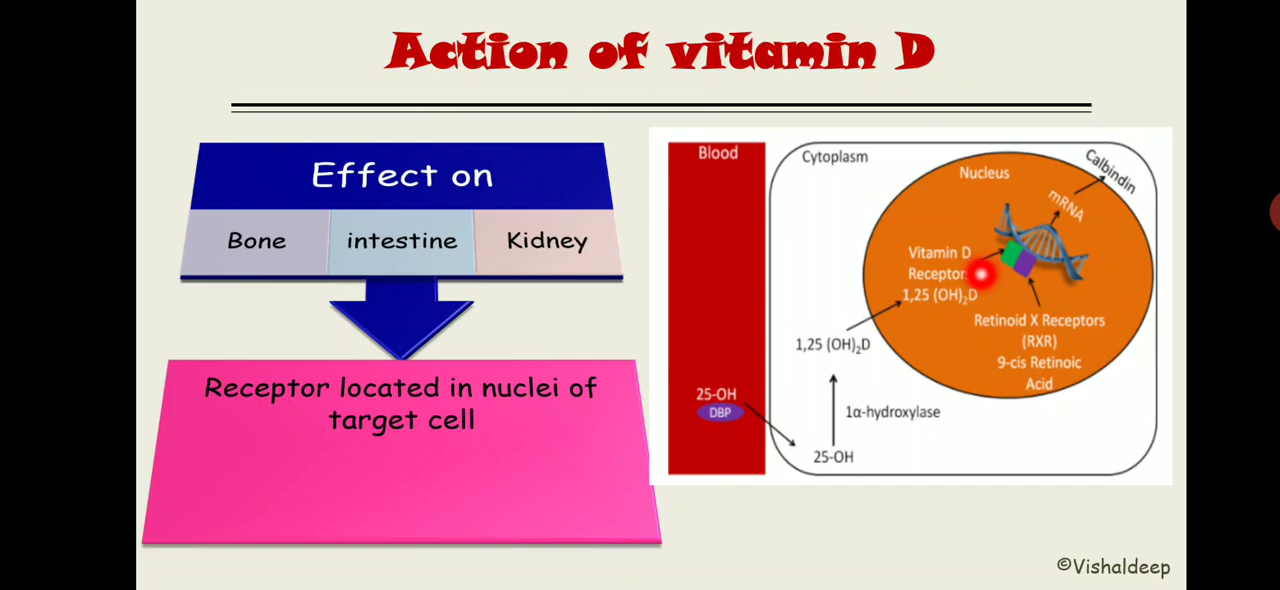 Action of vitamin D
Effect on
Bone
intestine
Kidney
Receptor located in nuclei of
target cell
Blood
25-OH
DBP
Cytoplasm
Nucleus
Calbindin
mRNA
Vitamin D
Receptor
1,25 (OH)₂D
Retinoid X Receptors
(RXR)
9-cis Retinoic
Acid
1,25 (OH)₂D
1α-hydroxylase
25-OH
©Vishaldeep